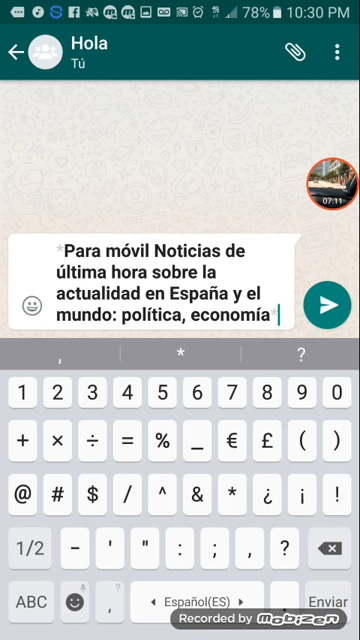 78% 10:30 PM
Hola
Tú
07:11
*Para móvil Noticias de
última hora sobre la
actualidad en España y el
mundo: política, economía*
, * ?
1 2 3 4 5 6 7 8 9 0
+ × ÷ = % _ € £ ( )
@ # $ / ^ & * ¿ ¡ !
1/2 - ' " : ; , ?
ABC , ? Español(ES) . Enviar
Recorded by Mobizen